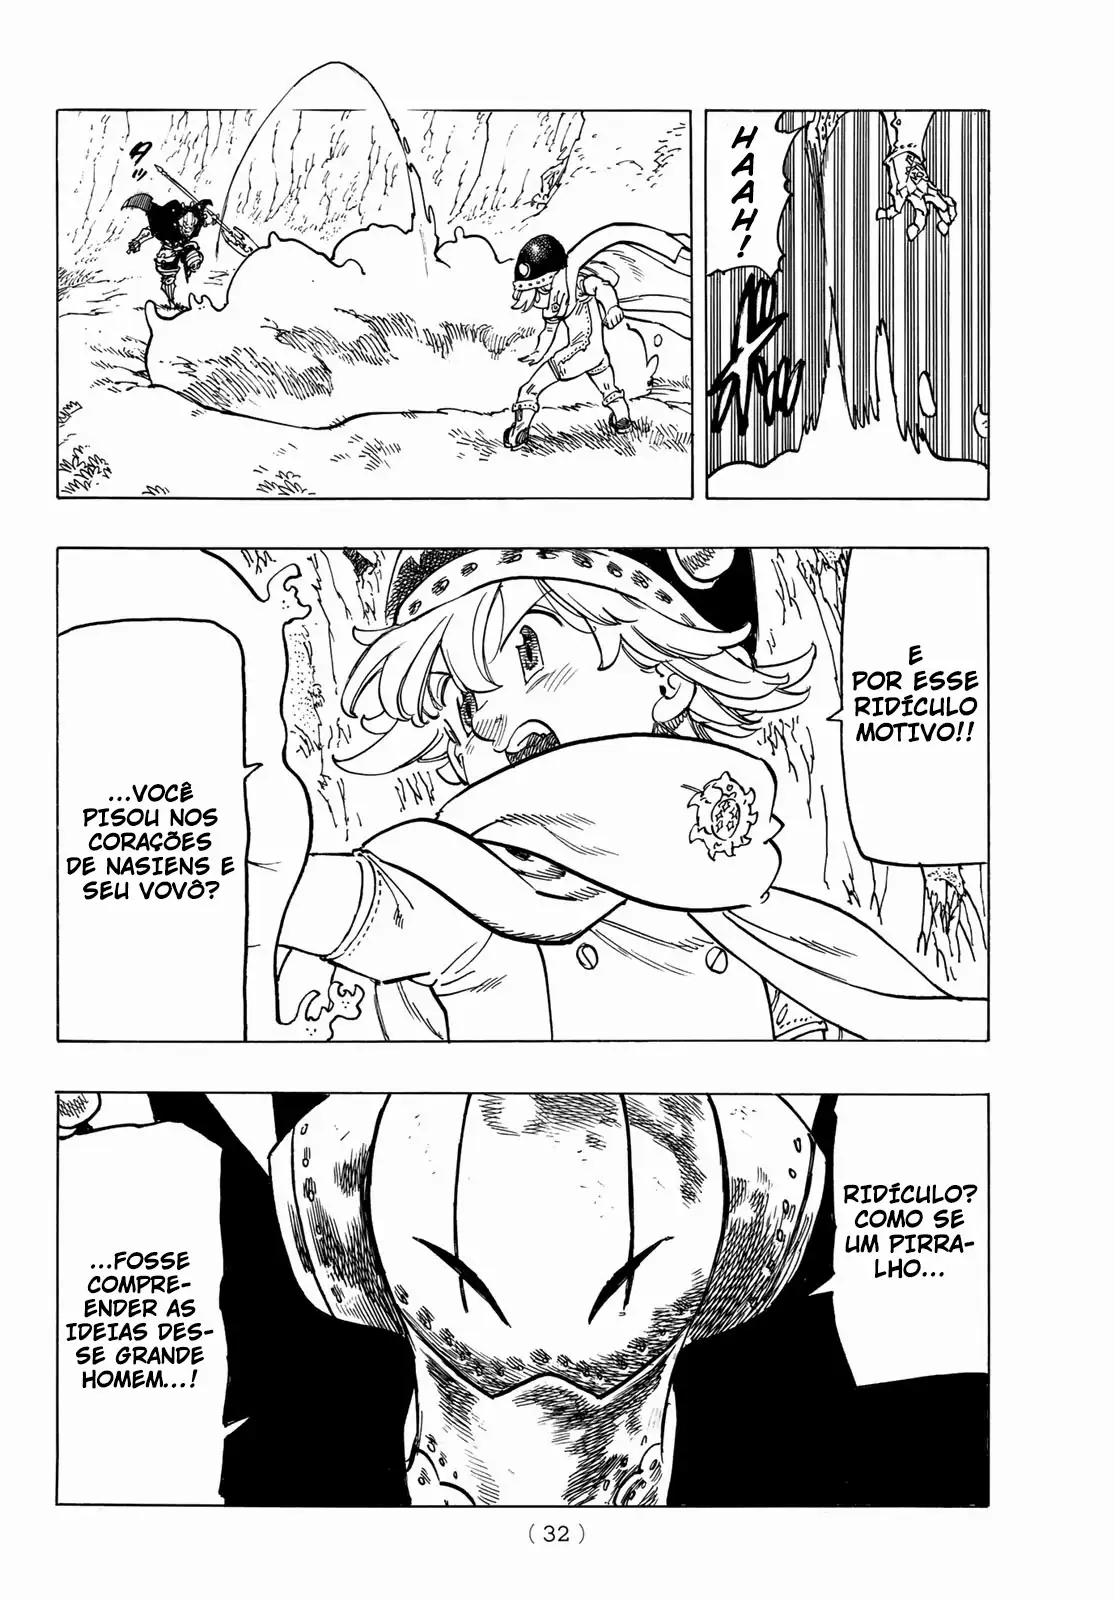 HAAH!
E
POR ESSE
RIDÍCULO
MOTIVO!!
...VOCÊ
PISOU NOS
CORAÇÕES
DE NASIENS E
SEU VOVÔ?
RIDÍCULO?
COMO SE
UM PIRRA-
LHO...
...FOSSE
COMPRE-
ENDER AS
IDEIAS DES-
SE GRANDE
HOMEM...!
( 32 )